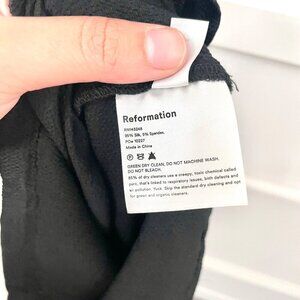 Reformation
95% Silk, 5% Spandex.
PO# 10227
Made in China
GREEN DRY CLEAN, DO NOT MACHINE WASH.
DO NOT BLEACH.
85% of dry cleaners use a creepy, toxic chemical called
perc that's linked to respiratory issues, birth defects and
air pollution. Yuck. Skip the standard dry cleaning and opt
for green and organic cleaners.